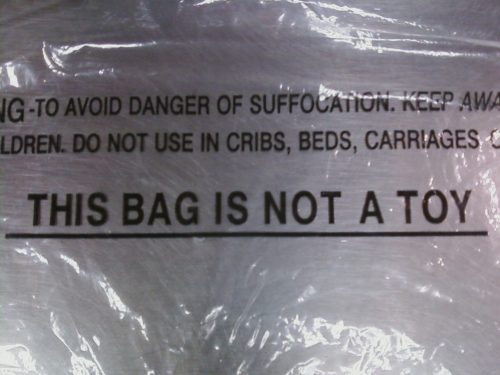 NG-TO AVOID DANGER OF SUFFOCATION. KEEP AWA
LDREN. DO NOT USE IN CRIBS, BEDS, CARRIAGES
THIS BAG IS NOT A TOY